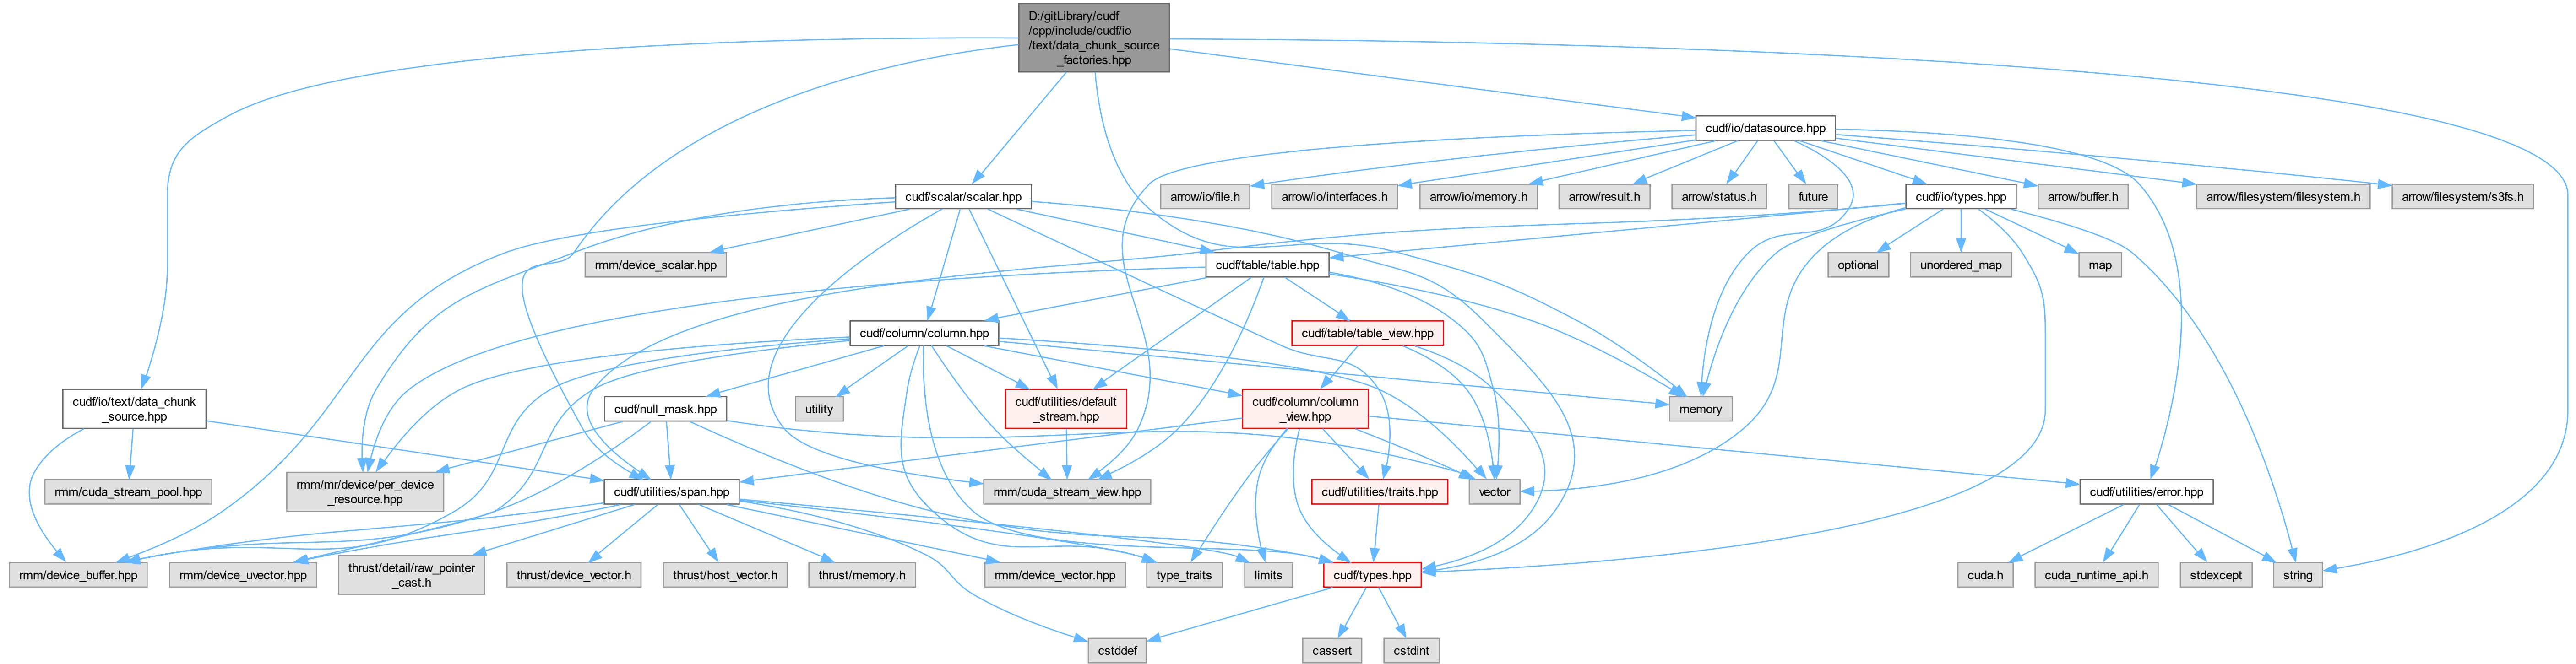 D:/gitLibrary/cudf
/cpp/include/cudf/io
/text/data_chunk_source
_factories.hpp
cudf/io/datasource.hpp
cudf/scalar/scalar.hpp
arrow/io/file.h
arrow/io/interfaces.h
arrow/io/memory.h
arrow/result.h
arrow/status.h
future
cudf/io/types.hpp
arrow/buffer.h
arrow/filesystem/filesystem.h
arrow/filesystem/s3fs.h
rmm/device_scalar.hpp
cudf/table/table.hpp
optional
unordered_map
map
cudf/column/column.hpp
cudf/table/table_view.hpp
cudf/io/text/data_chunk
_source.hpp
cudf/null_mask.hpp
utility
cudf/utilities/default
_stream.hpp
cudf/column/column
_view.hpp
memory
rmm/cuda_stream_pool.hpp
rmm/mr/device/per_device
_resource.hpp
cudf/utilities/span.hpp
rmm/cuda_stream_view.hpp
cudf/utilities/traits.hpp
vector
cudf/utilities/error.hpp
rmm/device_buffer.hpp
rmm/device_uvector.hpp
thrust/detail/raw_pointer
_cast.h
thrust/device_vector.h
thrust/host_vector.h
thrust/memory.h
rmm/device_vector.hpp
type_traits
limits
cudf/types.hpp
cuda.h
cuda_runtime_api.h
stdexcept
string
cstddef
cassert
cstdint